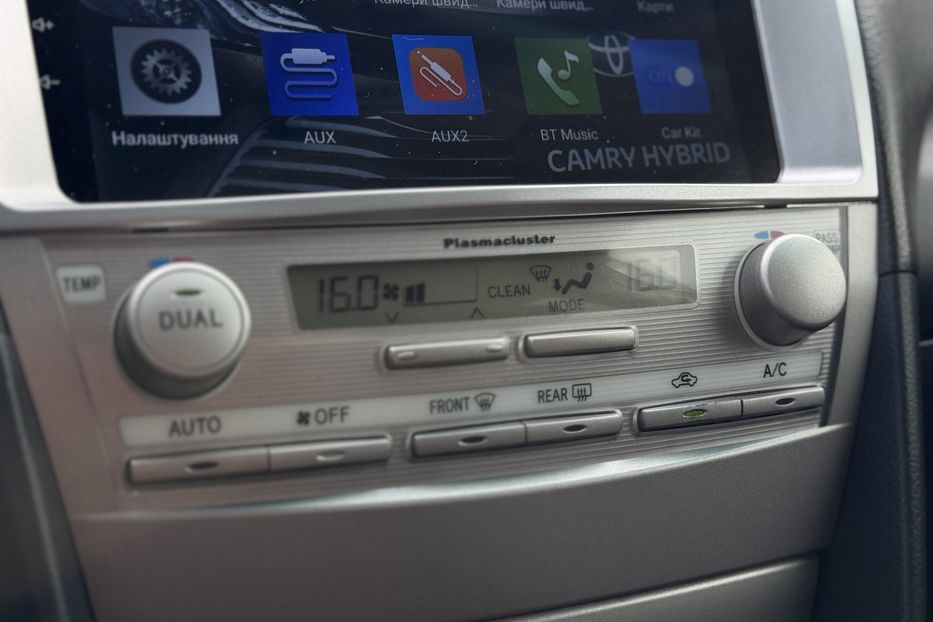 Камери швид... Камери швид... Карти
Налаштування AUX AUX2 BT Music Car Kit
ON
CAMRY HYBRID
Plasmacluster
TEMP
DUAL
16.0 CLEAN MODE 16.0
PASS
AUTO OFF FRONT REAR A/C